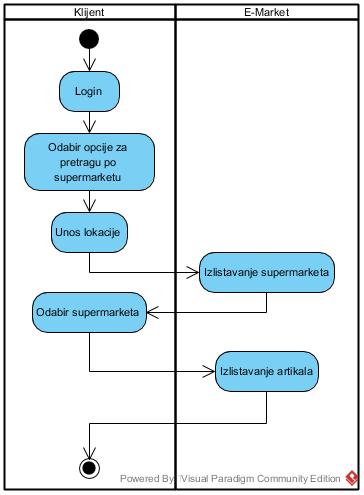 Klijent
E-Market
Login
Odabir opcije za
pretragu po
supermarketu
Unos lokacije
Izlistavanje supermarketa
Odabir supermarketa
Izlistavanje artikala
Powered By Visual Paradigm Community Edition